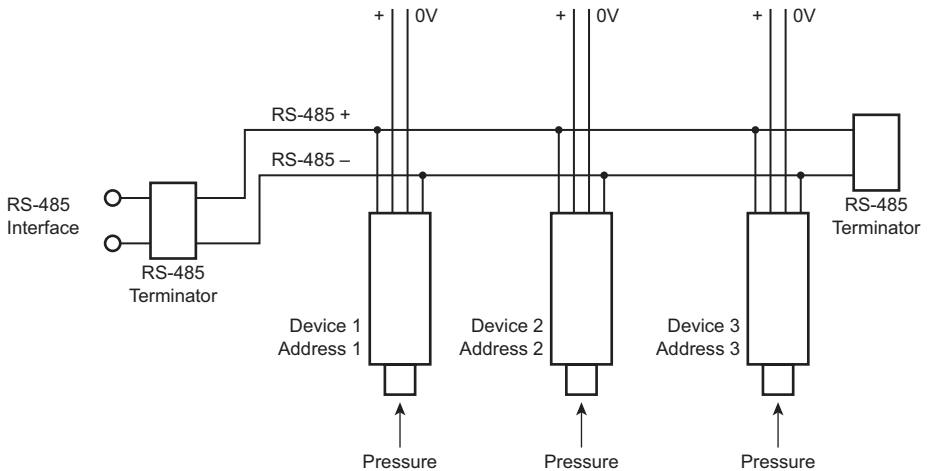 + 0V
+ 0V
+ 0V
RS-485 +
RS-485 –
RS-485
Interface
RS-485
Terminator
RS-485
Terminator
Device 1
Address 1
Device 2
Address 2
Device 3
Address 3
Pressure
Pressure
Pressure